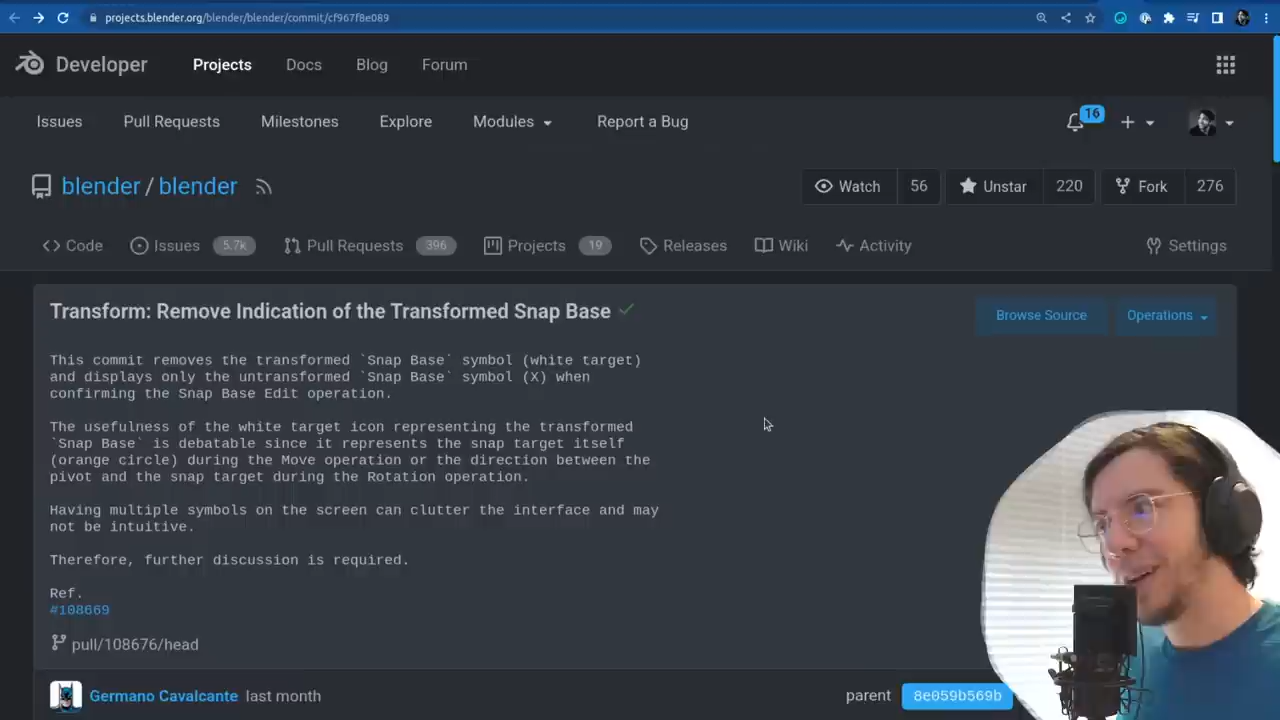 projects.blender.org/blender/blender/commit/cf967f8e089
Developer Projects Docs Blog Forum
Issues Pull Requests Milestones Explore Modules Report a Bug 16
blender / blender Watch 56 Unstar 220 Fork 276
Code Issues 5.7k Pull Requests 396 Projects 19 Releases Wiki Activity Settings
Transform: Remove Indication of the Transformed Snap Base Browse Source Operations
This commit removes the transformed `Snap Base` symbol (white target)
and displays only the untransformed `Snap Base` symbol (X) when
confirming the Snap Base Edit operation.
The usefulness of the white target icon representing the transformed
`Snap Base` is debatable since it represents the snap target itself
(orange circle) during the Move operation or the direction between the
pivot and the snap target during the Rotation operation.
Having multiple symbols on the screen can clutter the interface and may
not be intuitive.
Therefore, further discussion is required.
Ref.
#108669
pull/108676/head
Germano Cavalcante last month parent 8e059b569b